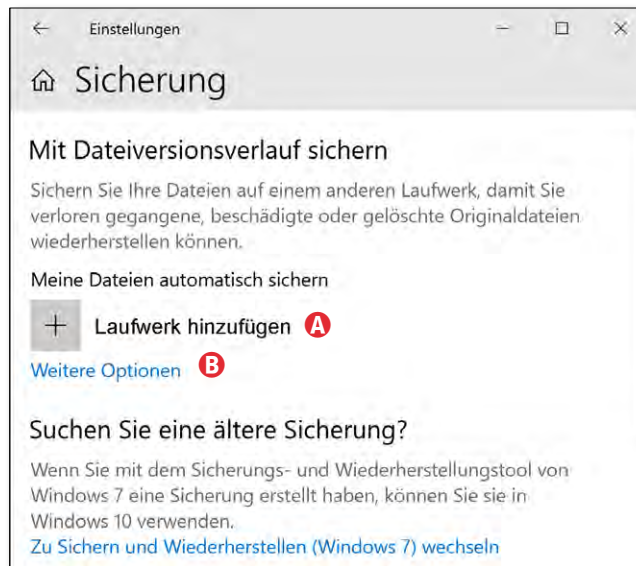 Einstellungen
Sicherung
Mit Dateiversionsverlauf sichern
Sichern Sie Ihre Dateien auf einem anderen Laufwerk, damit Sie
verloren gegangene, beschädigte oder gelöschte Originaldateien
wiederherstellen können.
Meine Dateien automatisch sichern
Laufwerk hinzufügen A
Weitere Optionen B
Suchen Sie eine ältere Sicherung?
Wenn Sie mit dem Sicherungs- und Wiederherstellungstool von
Windows 7 eine Sicherung erstellt haben, können Sie sie in
Windows 10 verwenden.
Zu Sichern und Wiederherstellen (Windows 7) wechseln